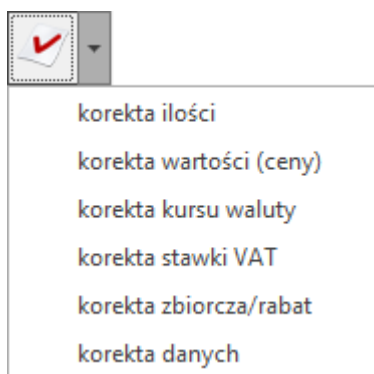 korekta ilości
korekta wartości (ceny)
korekta kursu waluty
korekta stawki VAT
korekta zbiorcza/rabat
korekta danych